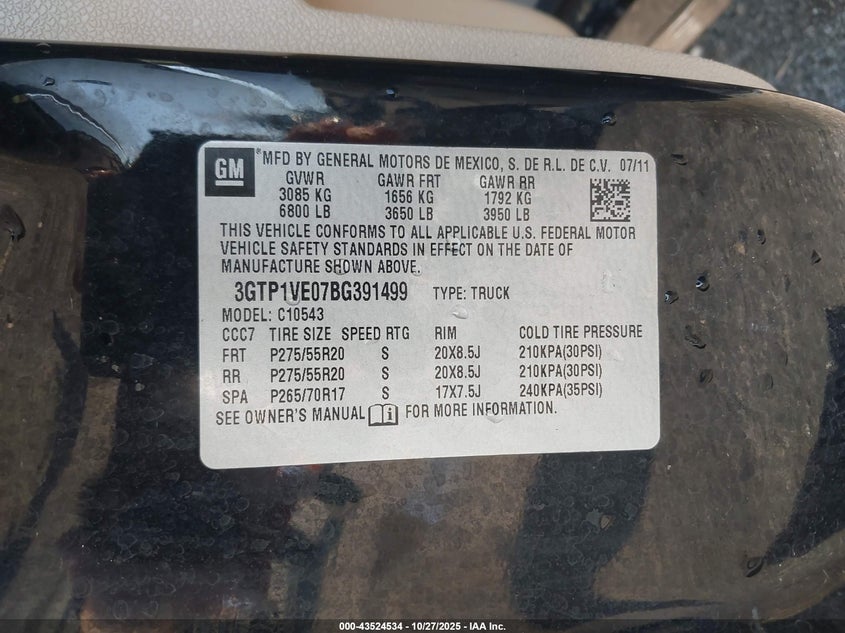 GM ® MFD BY GENERAL MOTORS DE MEXICO, S. DE R.L. DE C.V. 07/11
GVWR GAWR FRT GAWR RR
3085 KG 1656 KG 1792 KG
6800 LB 3650 LB 3950 LB
THIS VEHICLE CONFORMS TO ALL APPLICABLE U.S. FEDERAL MOTOR
VEHICLE SAFETY STANDARDS IN EFFECT ON THE DATE OF
MANUFACTURE SHOWN ABOVE.
3GTP1VE07BG391499 TYPE: TRUCK
MODEL: C10543
CCC7 TIRE SIZE SPEED RTG RIM COLD TIRE PRESSURE
FRT P275/55R20 S 20X8.5J 210KPA(30PSI)
RR P275/55R20 S 20X8.5J 210KPA(30PSI)
SPA P265/70R17 S 17X7.5J 240KPA(35PSI)
SEE OWNER'S MANUAL i FOR MORE INFORMATION.
000-43524534 - 10/27/2025 - IAA Inc.